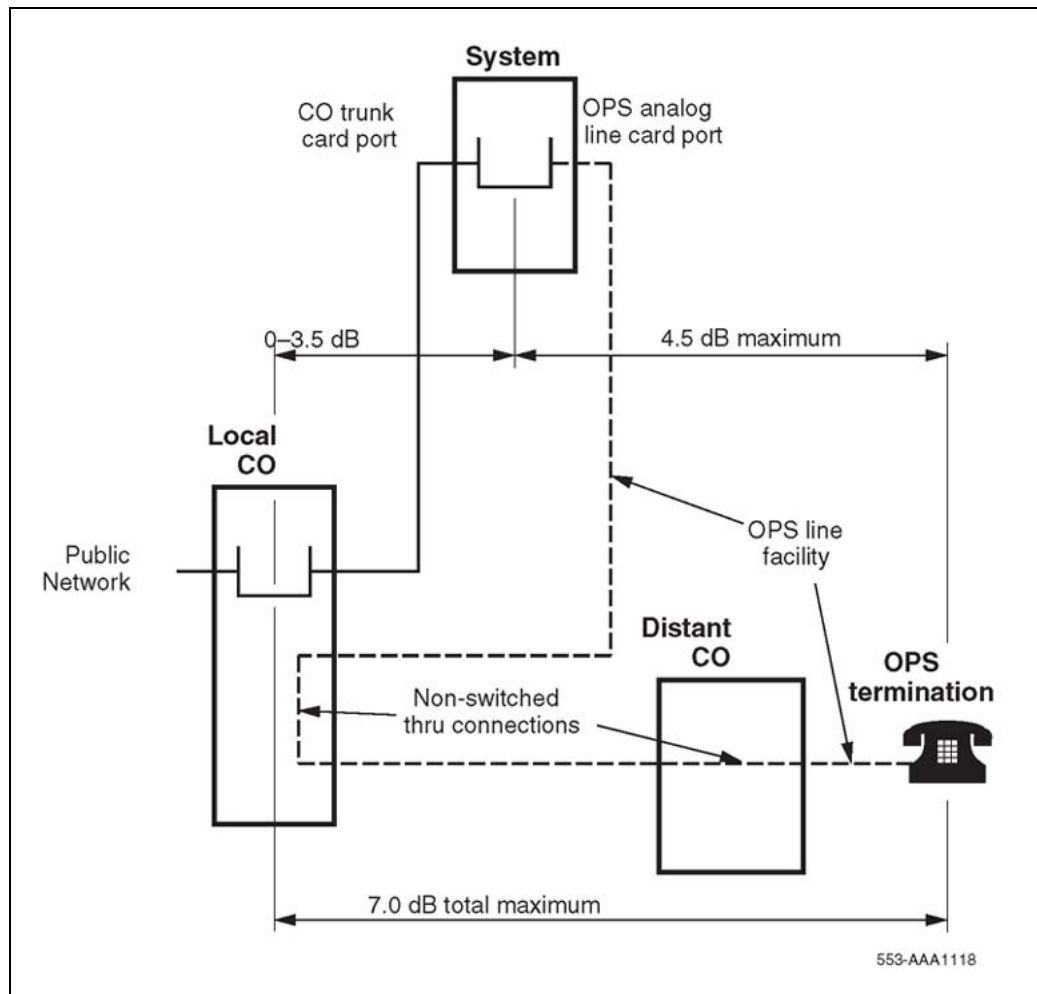 System
CO trunk
card port
OPS analog
line card port
0–3.5 dB
4.5 dB maximum
Local
CO
Public
Network
OPS line
facility
Distant
CO
OPS
termination
Non-switched
thru connections
7.0 dB total maximum
553-AAA1118